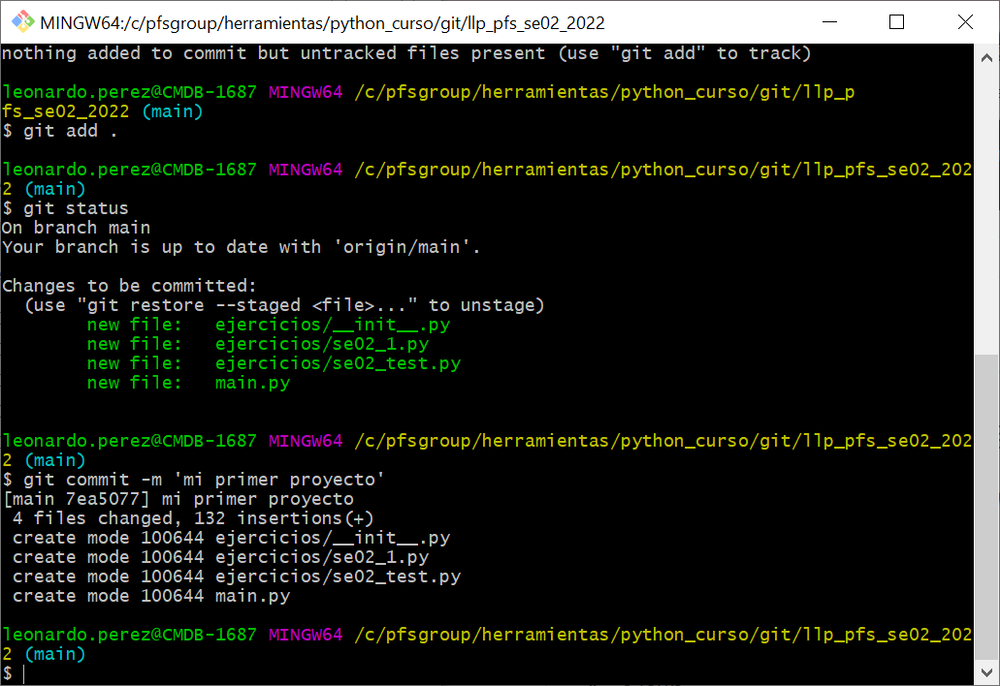 MINGW64:/c/pfsgroup/herramientas/python_curso/git/llp_pfs_se02_2022
nothing added to commit but untracked files present (use "git add" to track)
leonardo.perez@CMDB-1687 MINGW64 /c/pfsgroup/herramientas/python_curso/git/llp_p
fs_se02_2022 (main)
$ git add .
leonardo.perez@CMDB-1687 MINGW64 /c/pfsgroup/herramientas/python_curso/git/llp_pfs_se02_202
2 (main)
$ git status
On branch main
Your branch is up to date with 'origin/main'.
Changes to be committed:
  (use "git restore --staged <file>..." to unstage)
        new file:   ejercicios/__init__.py
        new file:   ejercicios/se02_1.py
        new file:   ejercicios/se02_test.py
        new file:   main.py
leonardo.perez@CMDB-1687 MINGW64 /c/pfsgroup/herramientas/python_curso/git/llp_pfs_se02_202
2 (main)
$ git commit -m 'mi primer proyecto'
[main 7ea5077] mi primer proyecto
 4 files changed, 132 insertions(+)
 create mode 100644 ejercicios/__init__.py
 create mode 100644 ejercicios/se02_1.py
 create mode 100644 ejercicios/se02_test.py
 create mode 100644 main.py
leonardo.perez@CMDB-1687 MINGW64 /c/pfsgroup/herramientas/python_curso/git/llp_pfs_se02_202
2 (main)
$